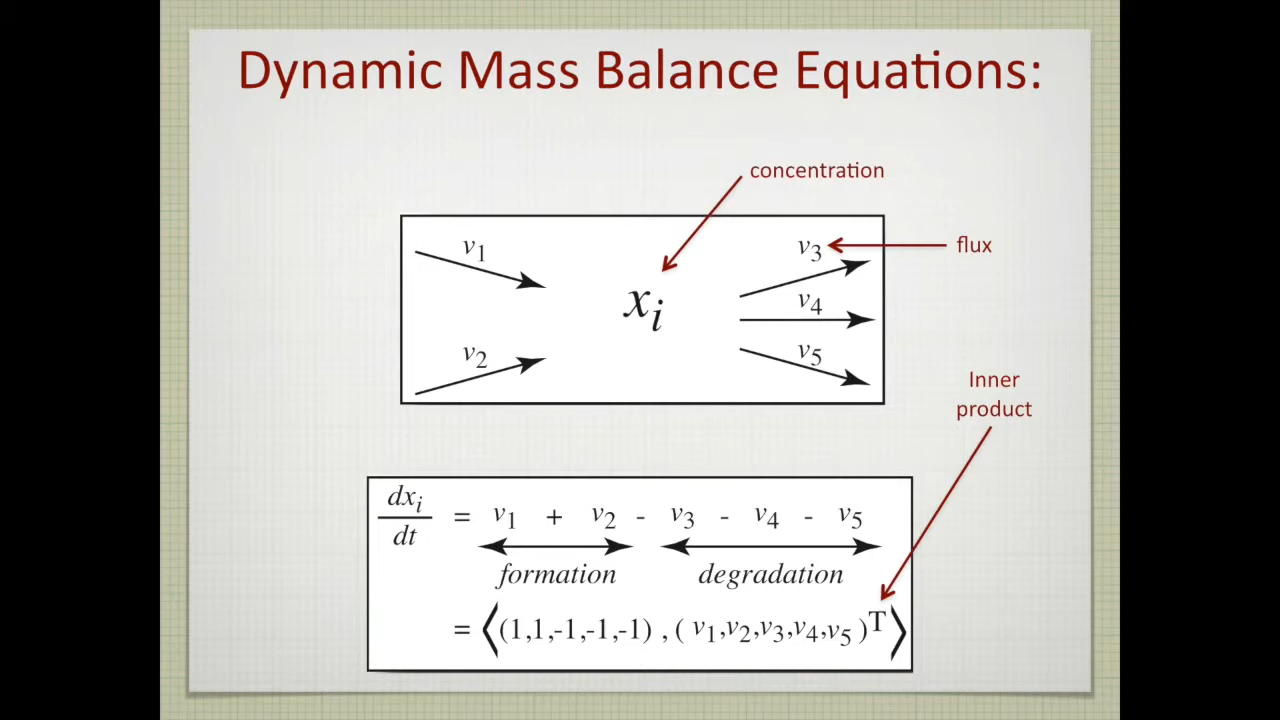 Dynamic Mass Balance Equations:
concentration
v1
v3
flux
xi
v4
v2
v5
Inner
product
dxi
dt
= v1 + v2 - v3 - v4 - v5
formation
degradation
= ⟨(1,1,-1,-1,-1) , ( v1,v2,v3,v4,v5 )T⟩